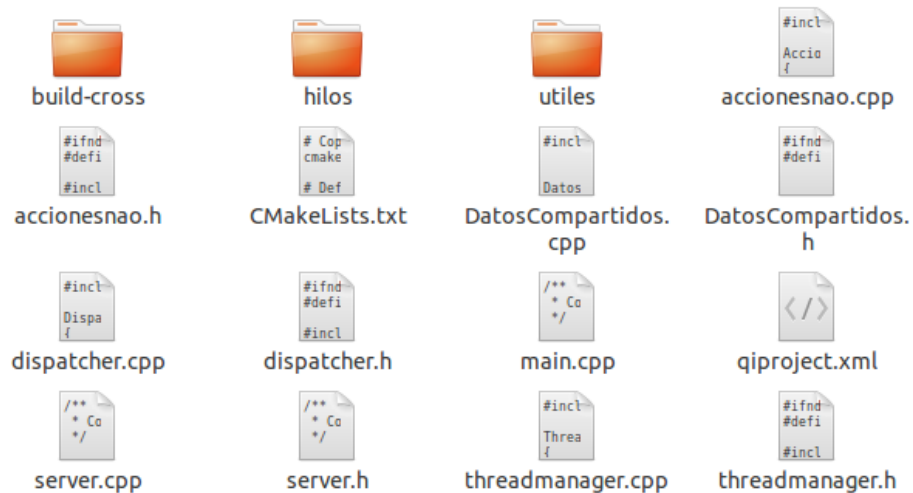 #incl
Accio
{
build-cross
hilos
utiles
accionesnao.cpp
#ifnd
#defi
#incl
# Cop
cmake
# Def
#incl
Datos
#ifnd
#defi
accionesnao.h
CMakeLists.txt
DatosCompartidos.
cpp
DatosCompartidos.
h
#incl
Dispa
{
#ifnd
#defi
#incl
/**
* Co
*/
</>
dispatcher.cpp
dispatcher.h
main.cpp
qiproject.xml
/**
* Co
*/
/**
* Co
*/
#incl
Threa
{
#ifnd
#defi
#incl
server.cpp
server.h
threadmanager.cpp
threadmanager.h